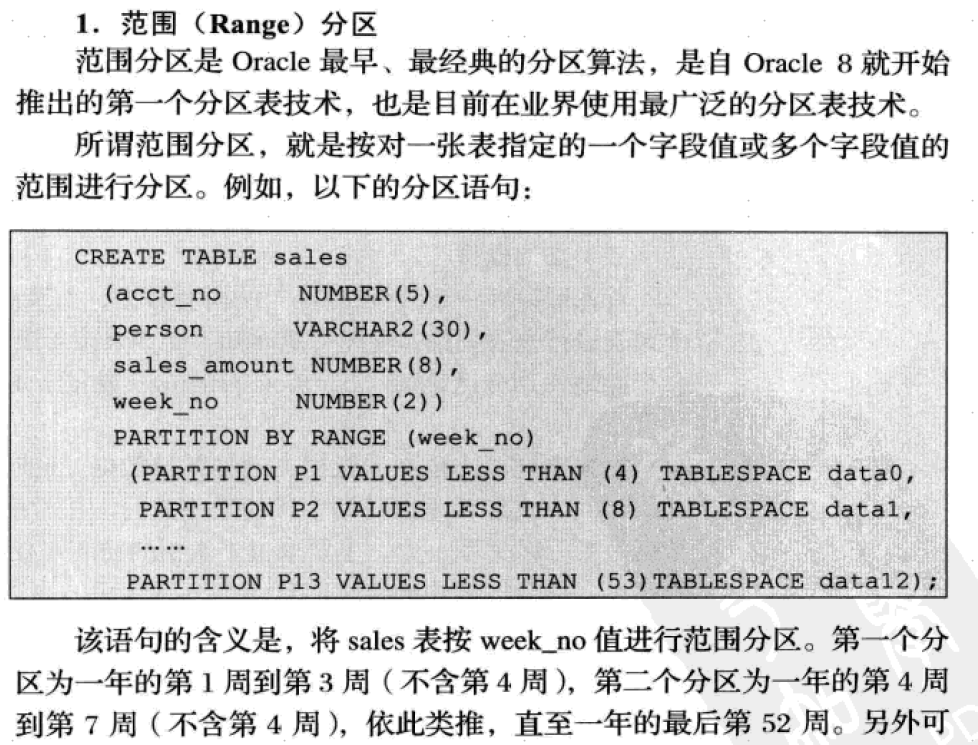 1．范围（Range）分区
范围分区是 Oracle 最早、最经典的分区算法，是自 Oracle 8 就开始
推出的第一个分区表技术，也是目前在业界使用最广泛的分区表技术。
所谓范围分区，就是按对一张表指定的一个字段值或多个字段值的
范围进行分区。例如，以下的分区语句：
CREATE TABLE sales
(acct_no NUMBER(5),
person VARCHAR2(30),
sales_amount NUMBER(8),
week_no NUMBER(2))
PARTITION BY RANGE (week_no)
(PARTITION P1 VALUES LESS THAN (4) TABLESPACE data0,
PARTITION P2 VALUES LESS THAN (8) TABLESPACE data1,
……
PARTITION P13 VALUES LESS THAN (53)TABLESPACE data12);
该语句的含义是，将 sales 表按 week_no 值进行范围分区。第一个分
区为一年的第 1 周到第 3 周（不含第 4 周），第二个分区为一年的第 4 周
到第 7 周（不含第 4 周），依此类推，直至一年的最后第 52 周。另外可